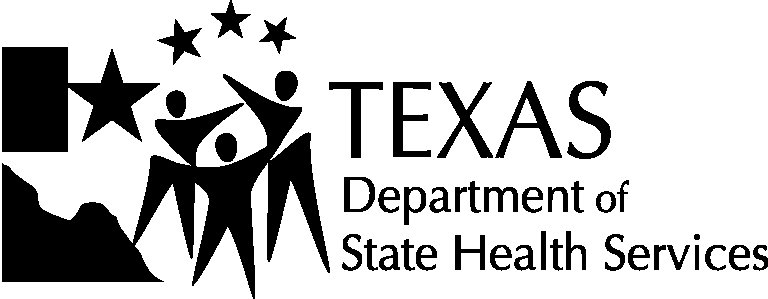 TEXAS
Department of
State Health Services